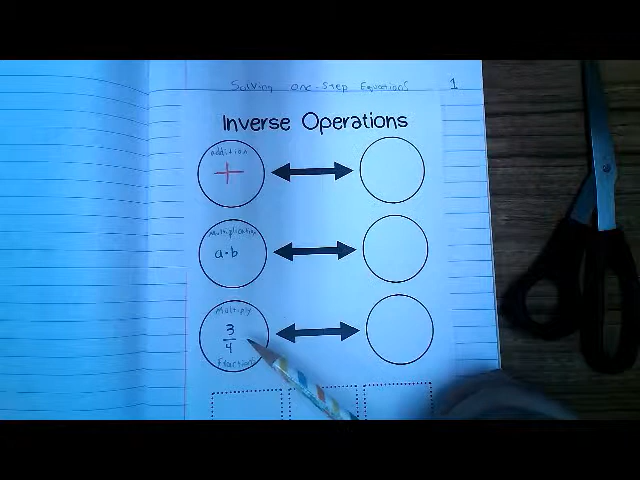 Solving One-Step Equations 1
Inverse Operations
addition
+
Multiplication
a·b
Multiply
3
4
Fractions